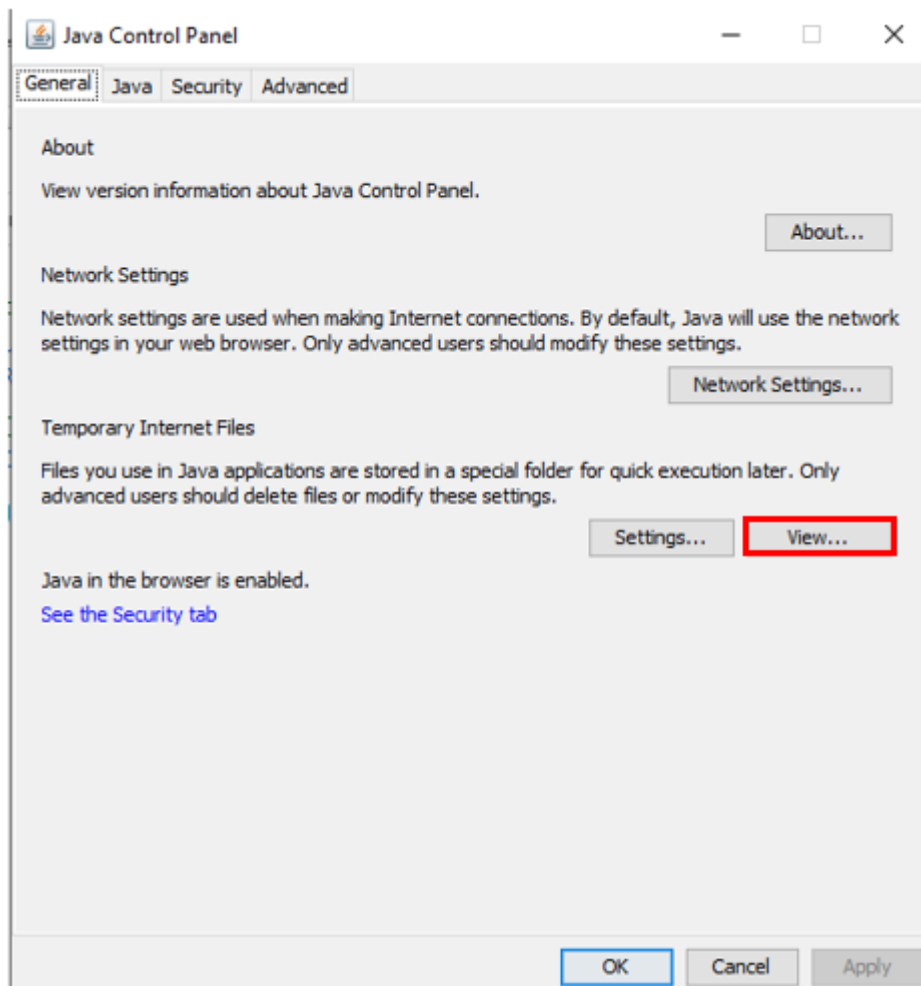 Java Control Panel
General Java Security Advanced
About
View version information about Java Control Panel.
About...
Network Settings
Network settings are used when making Internet connections. By default, Java will use the network
settings in your web browser. Only advanced users should modify these settings.
Network Settings...
Temporary Internet Files
Files you use in Java applications are stored in a special folder for quick execution later. Only
advanced users should delete files or modify these settings.
Settings... View...
Java in the browser is enabled.
See the Security tab
OK Cancel Apply